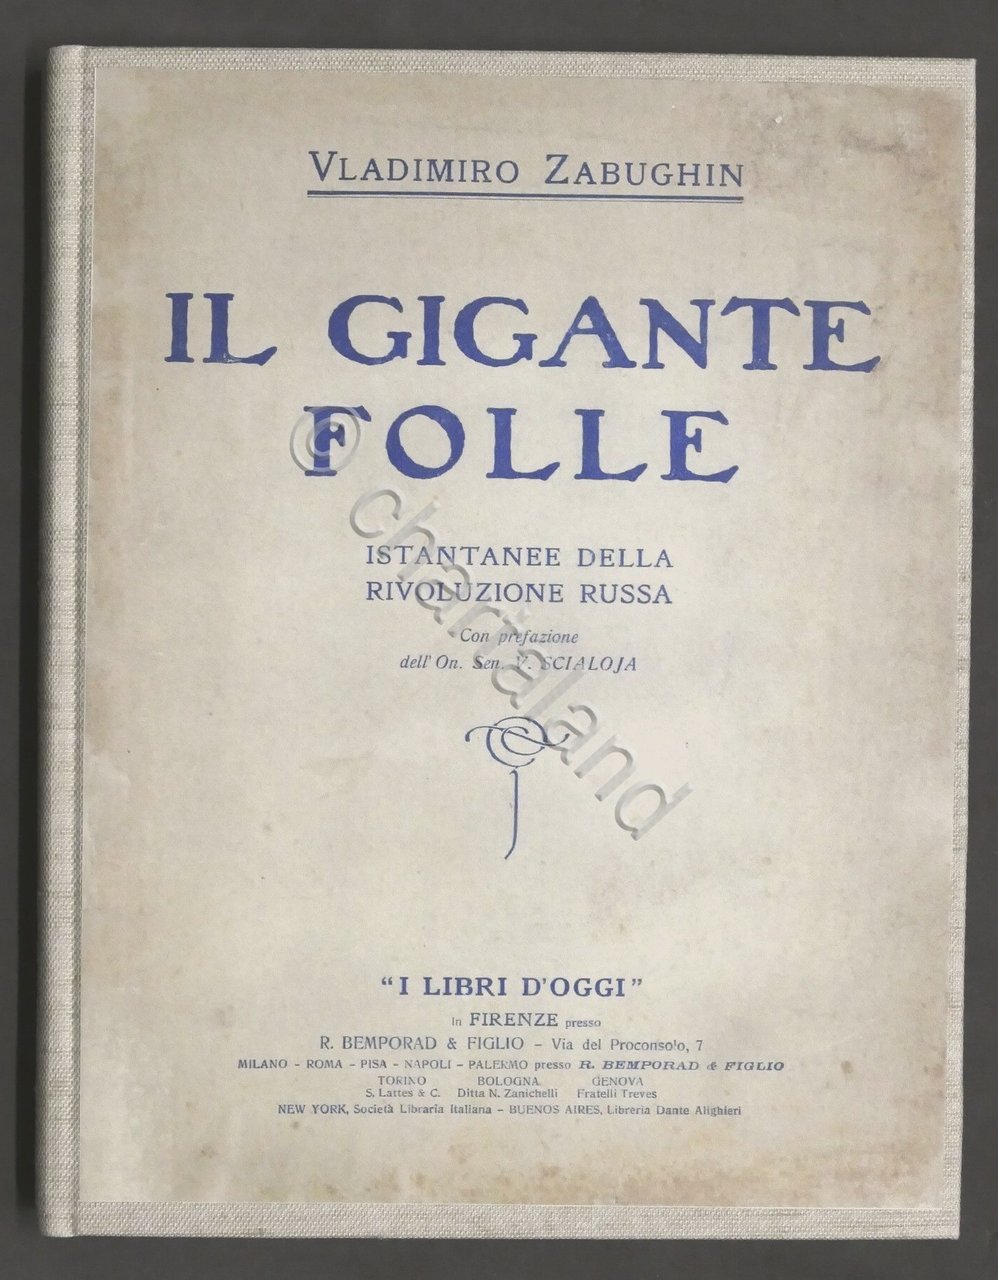 VLADIMIRO ZABUGHIN
IL GIGANTE
FOLLE
ISTANTANEE DELLA
RIVOLUZIONE RUSSA
Con prefazione
dell' On. Sen. V. SCIALOJA
© chartaland
"I LIBRI D'OGGI"
In FIRENZE presso
R. BEMPORAD & FIGLIO – Via del Proconsolo, 7
MILANO – ROMA – PISA – NAPOLI – PALERMO presso R. BEMPORAD & FIGLIO
TORINO BOLOGNA GENOVA
S. Lattes & C. Ditta N. Zanichelli Fratelli Treves
NEW YORK, Società Libraria Italiana – BUENOS AIRES, Libreria Dante Alighieri